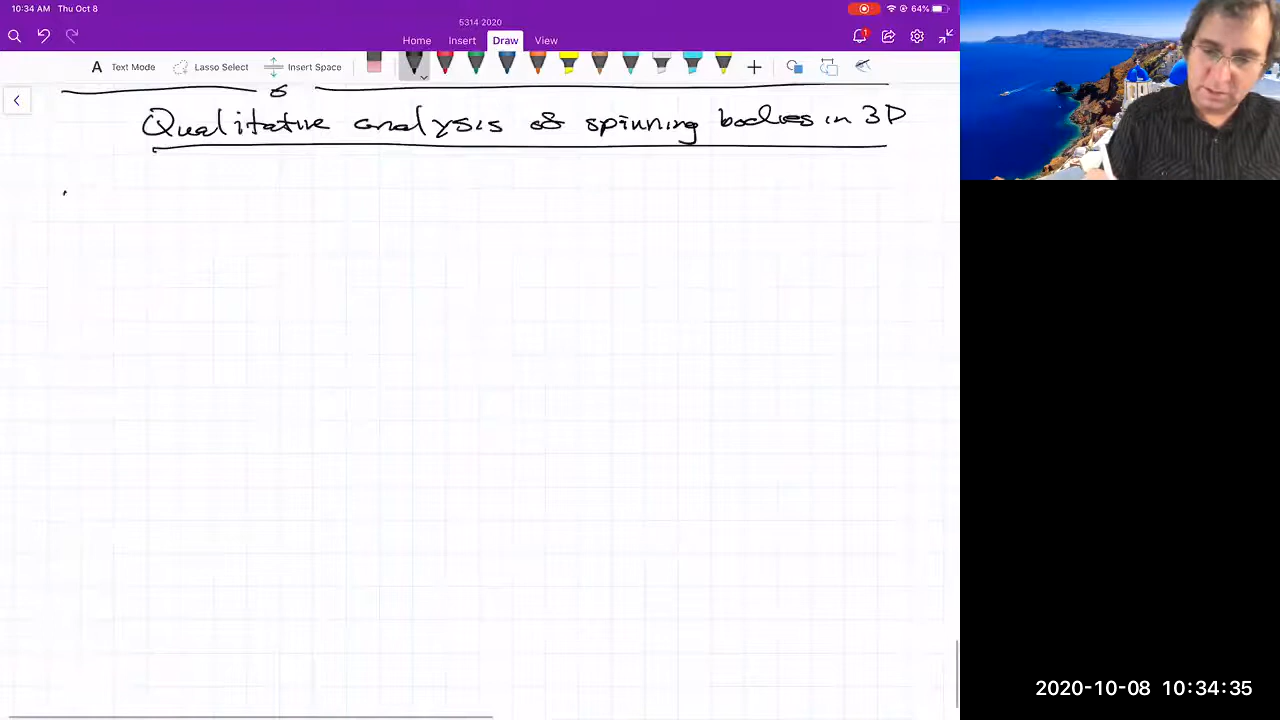 10:34 AM Thu Oct 8
64%
5314 2020
Home Insert Draw View
1
A Text Mode Lasso Select Insert Space
Qualitative analysis of spinning bodies in 3D
2020-10-08 10:34:35